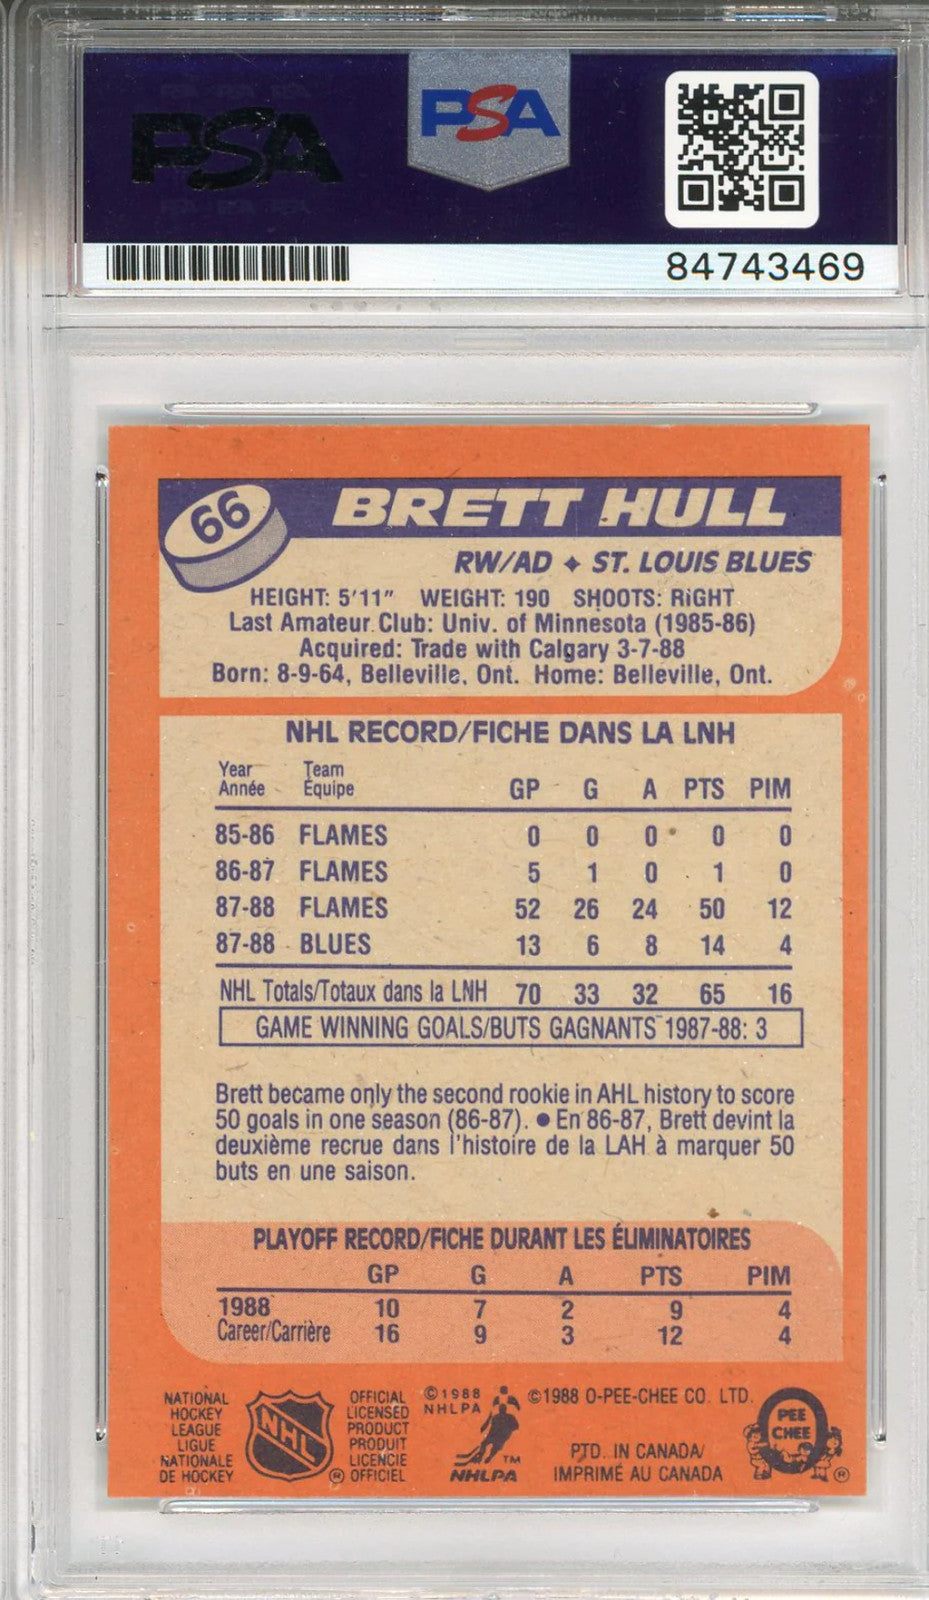 PSA
PSA
84743469
66
BRETT HULL
RW/AD ♦ ST. LOUIS BLUES
HEIGHT: 5'11" WEIGHT: 190 SHOOTS: RIGHT
Last Amateur Club: Univ. of Minnesota (1985-86)
Acquired: Trade with Calgary 3-7-88
Born: 8-9-64, Belleville, Ont. Home: Belleville, Ont.
NHL RECORD/FICHE DANS LA LNH
Year Team
Année Équipe GP G A PTS PIM
85-86 FLAMES 0 0 0 0 0
86-87 FLAMES 5 1 0 1 0
87-88 FLAMES 52 26 24 50 12
87-88 BLUES 13 6 8 14 4
NHL Totals/Totaux dans la LNH 70 33 32 65 16
GAME WINNING GOALS/BUTS GAGNANTS 1987-88: 3
Brett became only the second rookie in AHL history to score
50 goals in one season (86-87). ● En 86-87, Brett devint la
deuxième recrue dans l'histoire de la LAH à marquer 50
buts en une saison.
PLAYOFF RECORD/FICHE DURANT LES ÉLIMINATOIRES
GP G A PTS PIM
1988 10 7 2 9 4
Career/Carrière 16 9 3 12 4
NATIONAL
HOCKEY
LEAGUE
LIGUE
NATIONALE
DE HOCKEY
NHL
®
OFFICIAL
LICENSED
PRODUCT
PRODUIT
LICENCIE
OFFICIEL
©1988
NHLPA
TM
NHLPA
©1988 O-PEE-CHEE CO. LTD.
PTD. IN CANADA/
IMPRIMÉ AU CANADA
O
PEE
CHEE
®